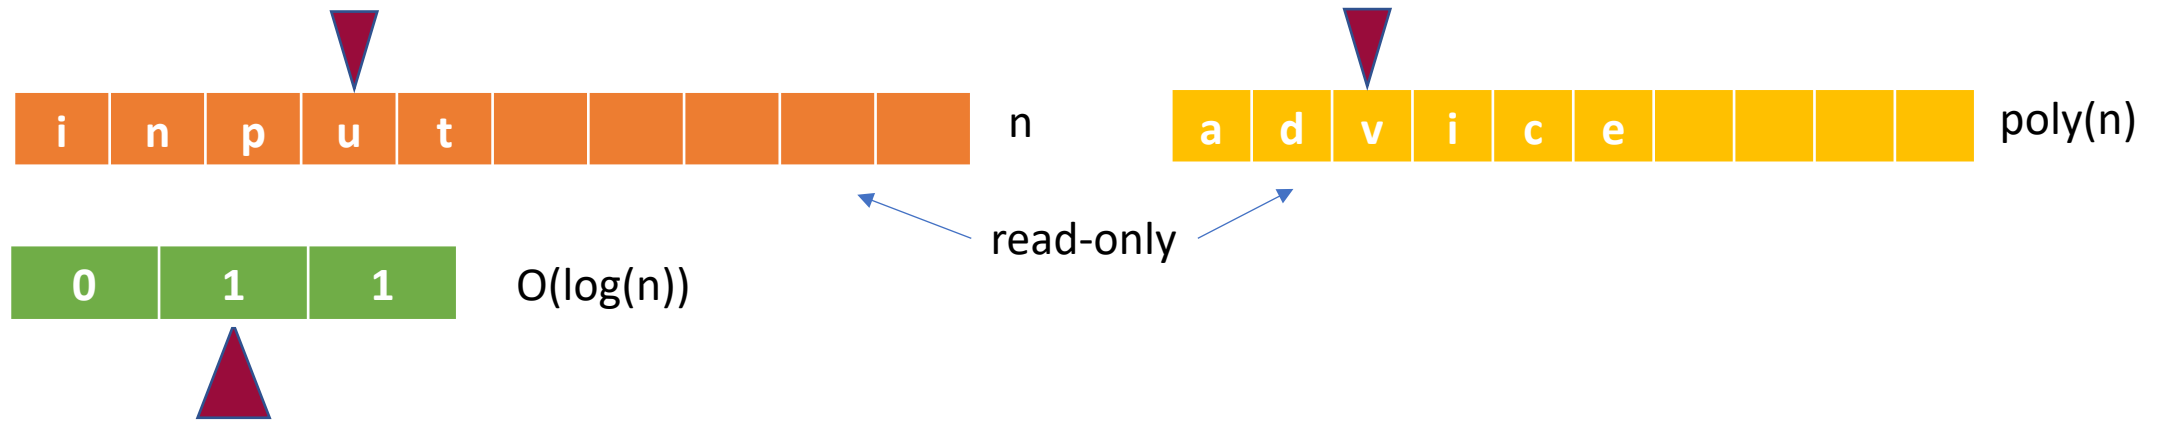 i n p u t
n
a d v i c e
poly(n)
read-only
0 1 1
O(log(n))